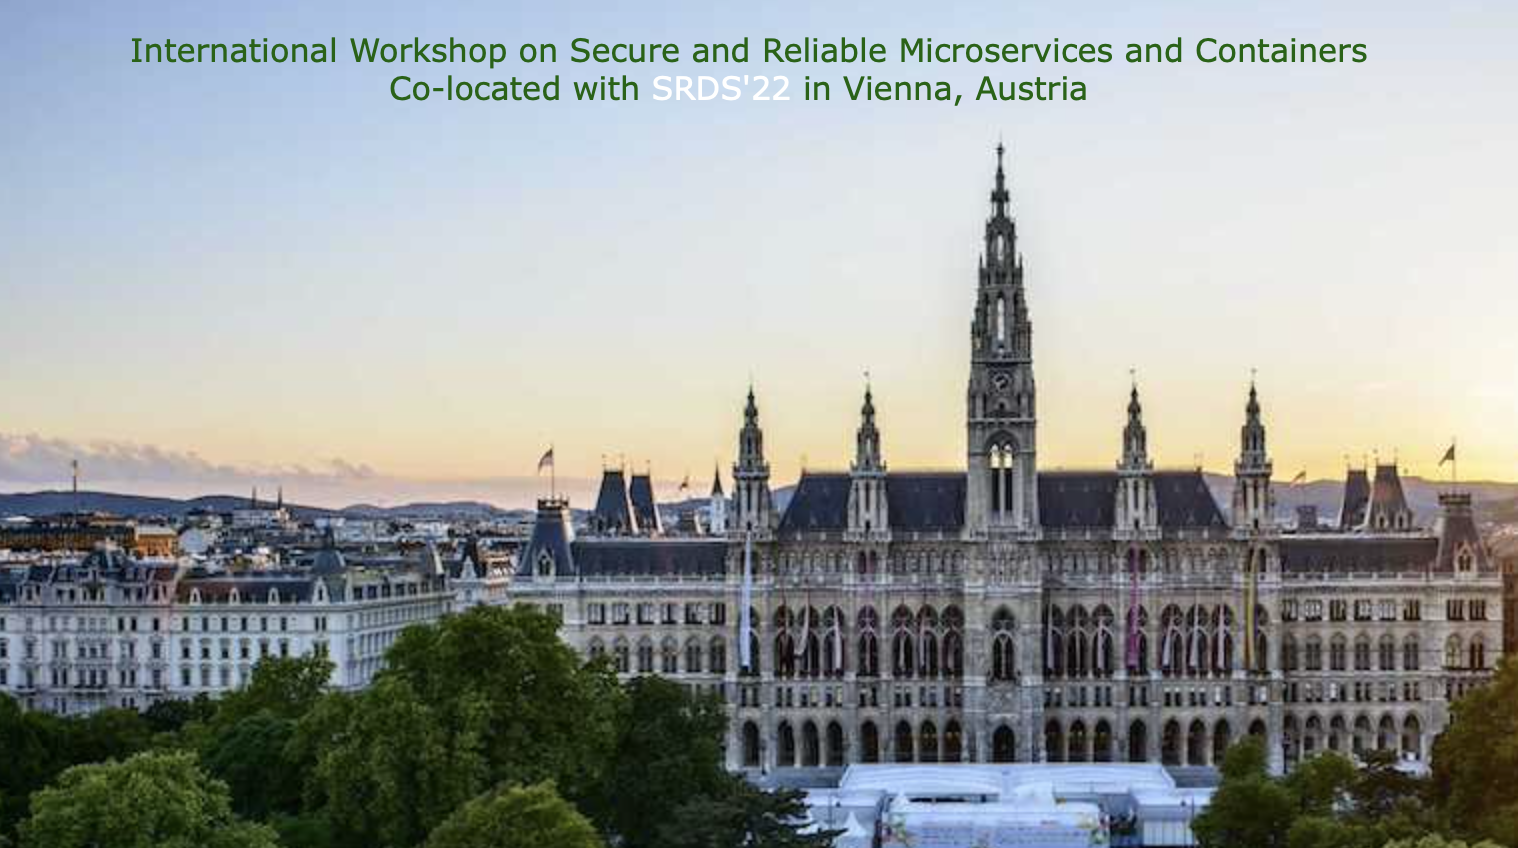 International Workshop on Secure and Reliable Microservices and Containers
Co-located with SRDS'22 in Vienna, Austria